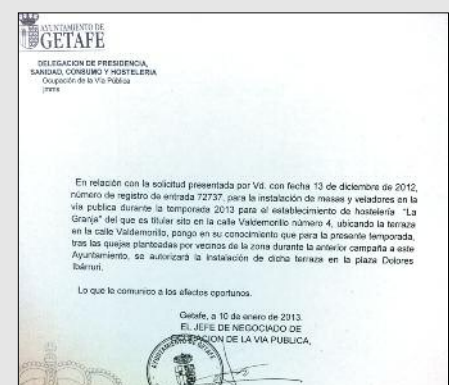 AYUNTAMIENTO DE
GETAFE
DELEGACION DE PRESIDENCIA,
SANIDAD, CONSUMO Y HOSTELERIA
Ocupación de la Vía Pública
jmms
En relación con la solicitud presentada por Vd. con fecha 13 de diciembre de 2012,
número de registro de entrada 72737, para la instalación de mesas y veladores en la
vía publica durante la temporada 2013 para el establecimiento de hostelería "La
Granja" del que es titular sito en la calle Valdemorillo número 4, ubicando la terraza
en la calle Valdemorillo, pongo en su conocimiento que para la presente temporada,
tras las quejas planteadas por vecinos de la zona durante la anterior campaña a este
Ayuntamiento, se autorizará la instalación de dicha terraza en la plaza Dolores
Ibárruri.
Lo que le comunico a los efectos oportunos.
Getafe, a 10 de enero de 2013.
EL JEFE DE NEGOCIADO DE
DE LA VIA PUBLICA,